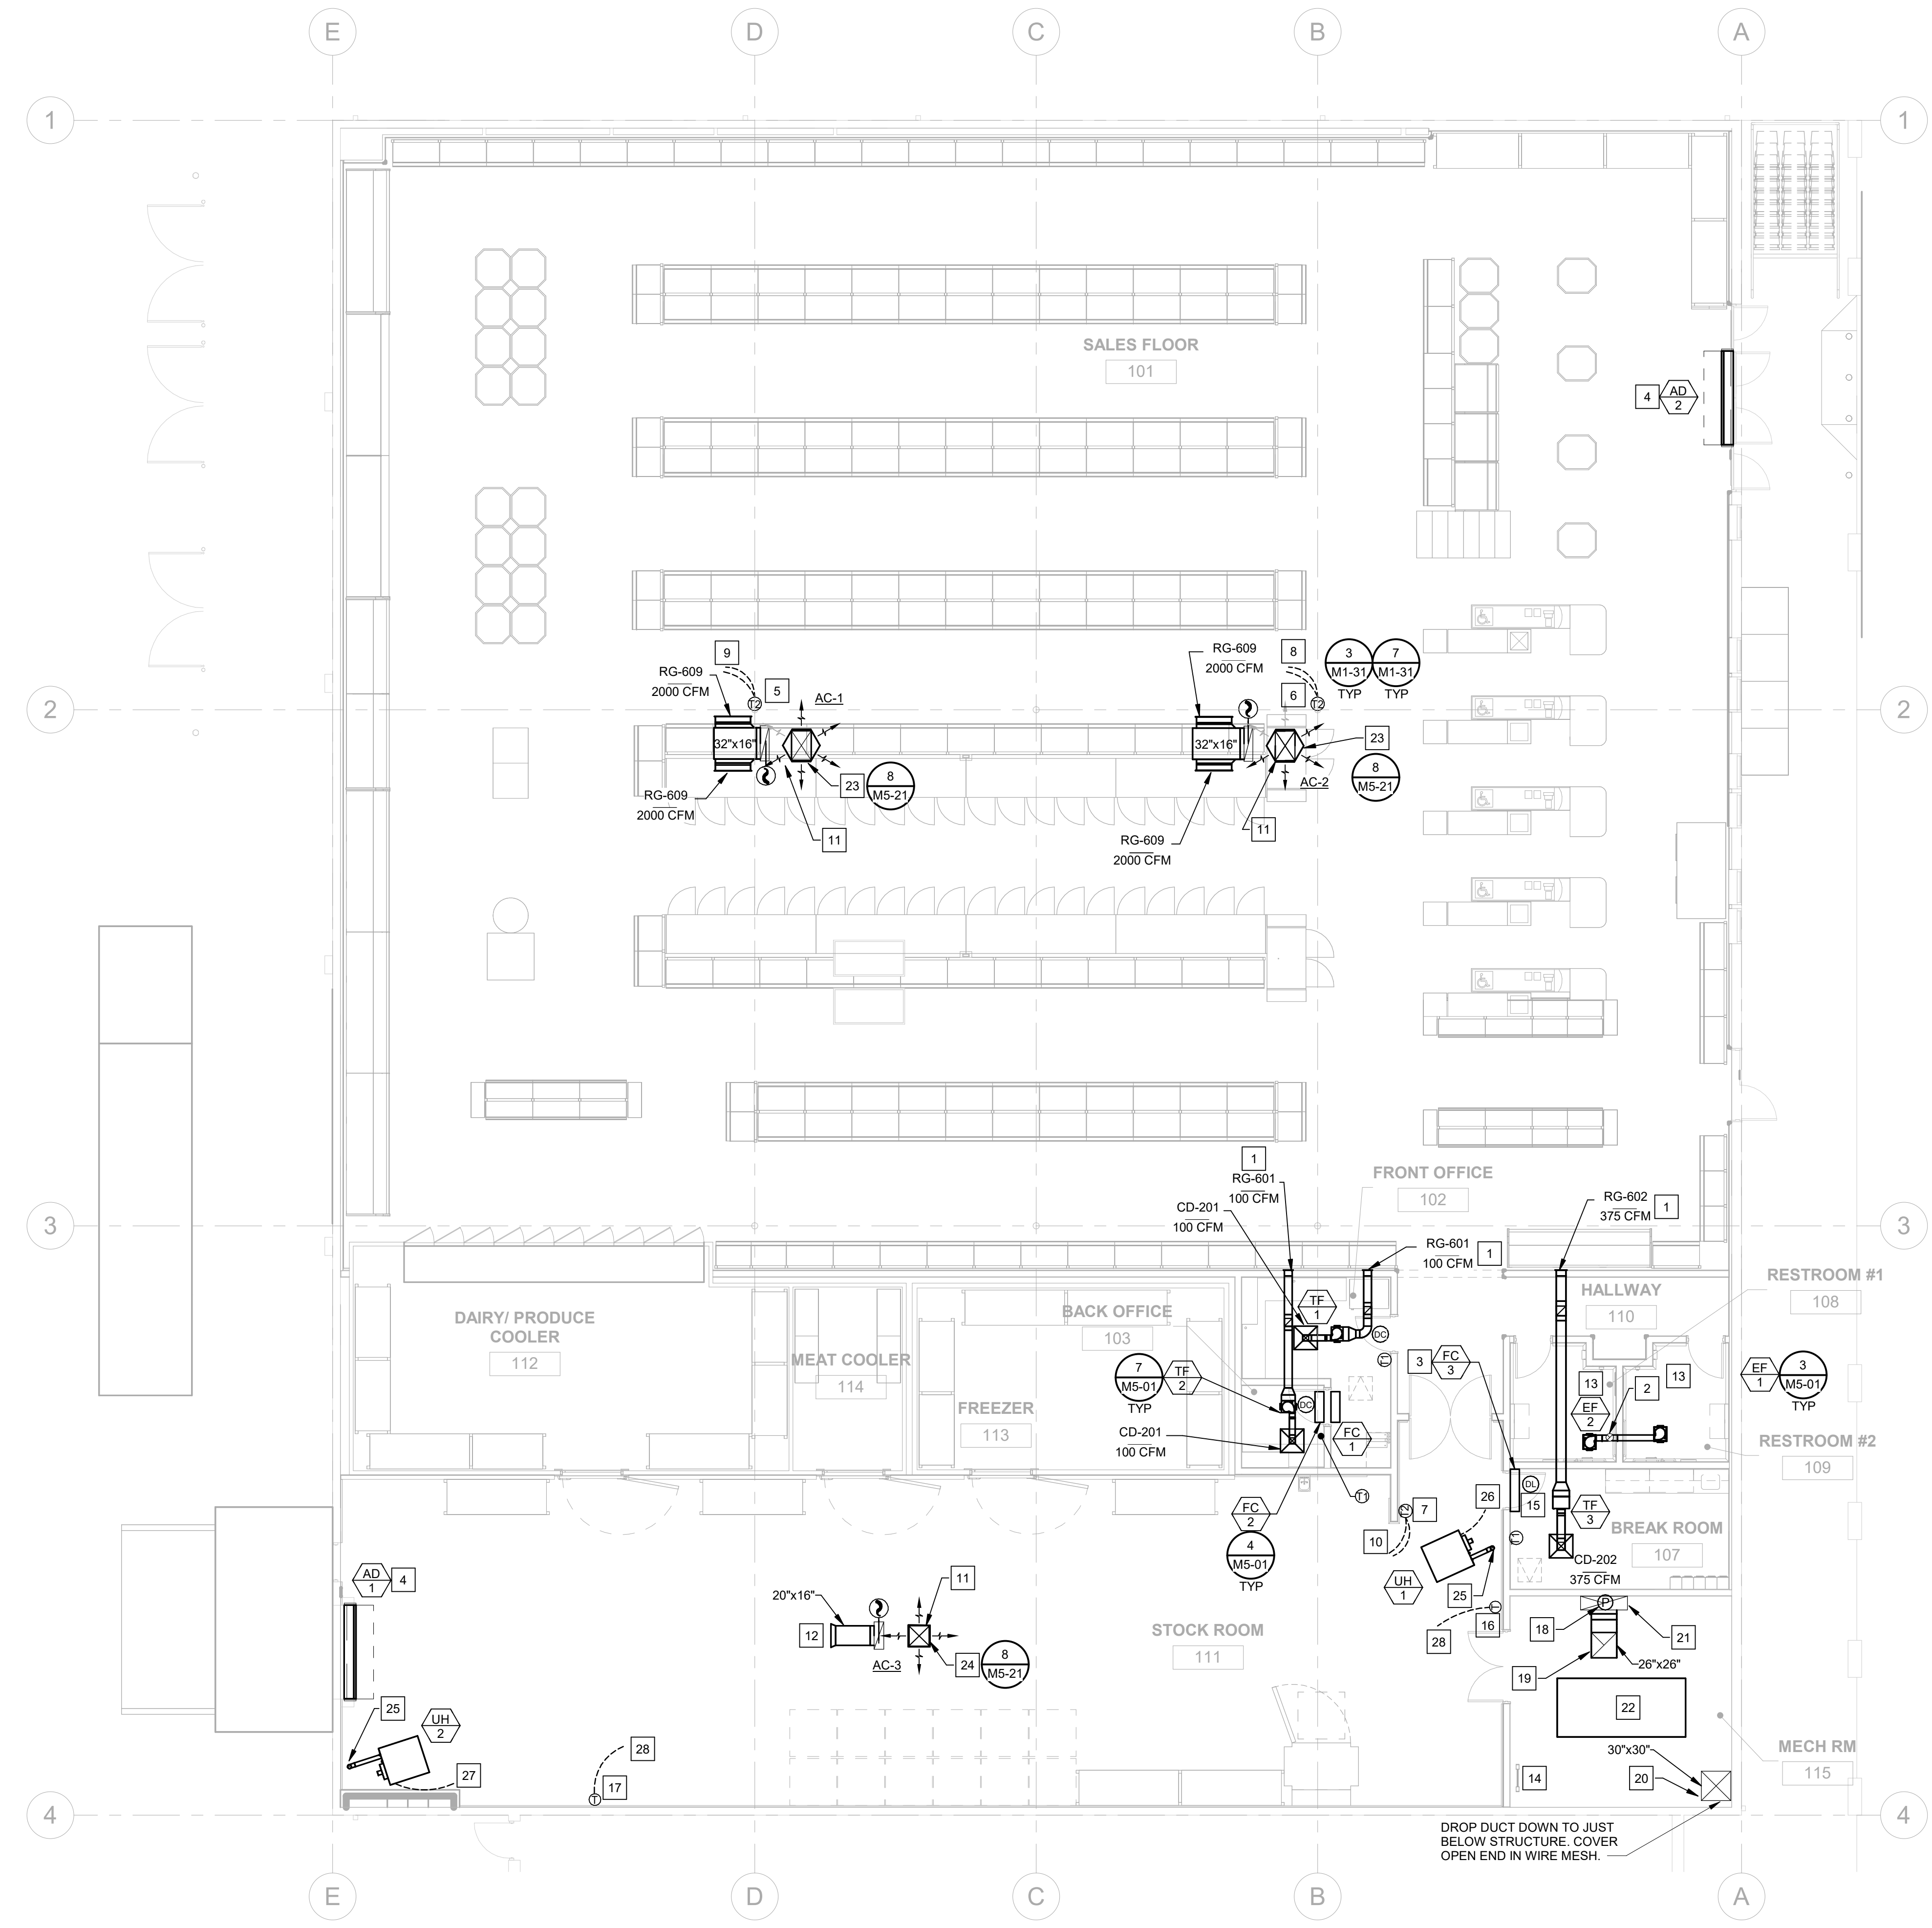 E
D
C
B
A
1
1
SALES FLOOR
101
4
AD
2
9
RG-609
2000 CFM
5
AC-1
T2
RG-609
2000 CFM
8
3
M1-31
TYP
7
M1-31
TYP
6
T2
2
2
32"x16"
32"x16"
23
8
M5-21
23
8
M5-21
AC-2
RG-609
2000 CFM
11
11
RG-609
2000 CFM
1
RG-601
100 CFM
FRONT OFFICE
102
CD-201
100 CFM
RG-602
375 CFM
1
3
3
RG-601
100 CFM
1
RESTROOM #1
108
HALLWAY
110
DAIRY/ PRODUCE
COOLER
112
BACK OFFICE
103
TF
1
DC
MEAT COOLER
114
7
M5-01
TYP
TF
2
T1
3
FC
3
EF
1
3
M5-01
TYP
13
2
13
EF
2
DC
FREEZER
113
CD-201
100 CFM
FC
1
RESTROOM #2
109
FC
2
4
M5-01
TYP
T1
T2
7
10
26
DL
15
TF
3
T1
BREAK ROOM
107
CD-202
375 CFM
AD
1
4
11
UH
1
25
20"x16"
12
AC-3
24
8
M5-21
STOCK ROOM
111
T
16
28
P
18
21
19
26"x26"
22
25
UH
2
27
28
17
T
MECH RM
115
30"x30"
14
20
4
4
DROP DUCT DOWN TO JUST
BELOW STRUCTURE. COVER
OPEN END IN WIRE MESH.
E
D
C
B
A